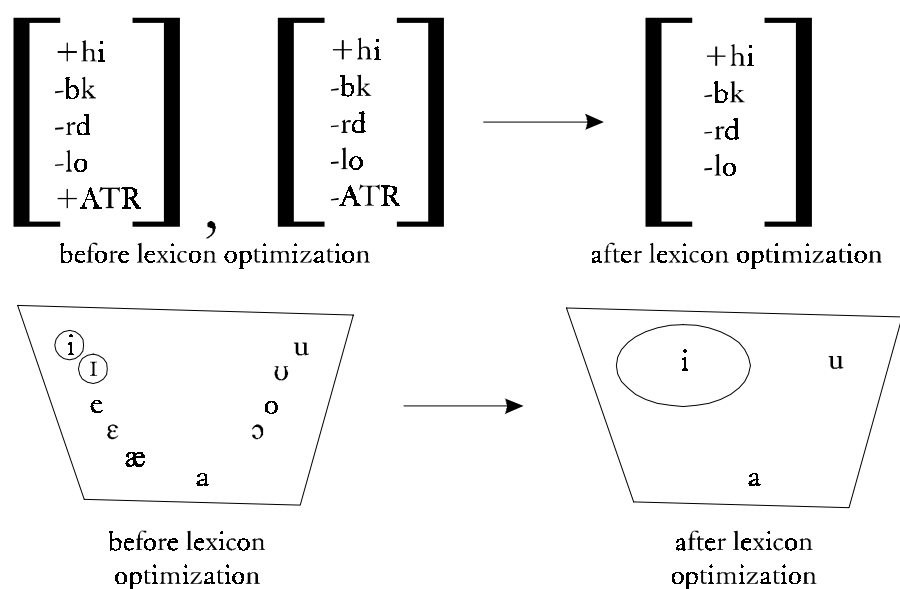 +hi
-bk
-rd
-lo
+ATR
,
+hi
-bk
-rd
-lo
-ATR
+hi
-bk
-rd
-lo
before lexicon optimization
after lexicon optimization
i
ɪ
e
ɛ
æ
a
u
ʊ
o
ɔ
i
u
a
before lexicon
optimization
after lexicon
optimization